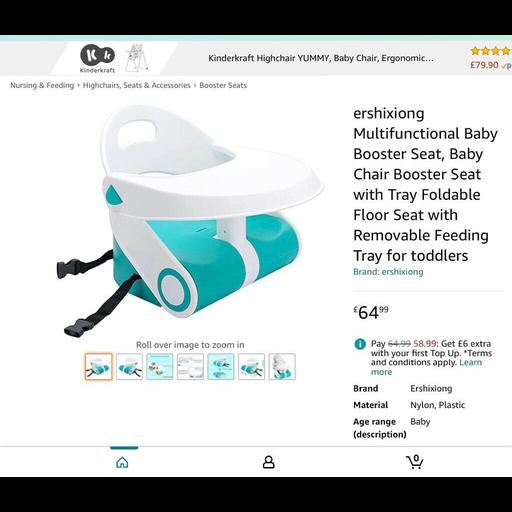 Kk
Kinderkraft
Kinderkraft Highchair YUMMY, Baby Chair, Ergonomic…
£79.90 p
Nursing & Feeding › Highchairs, Seats & Accessories › Booster Seats
ershixiong
Multifunctional Baby
Booster Seat, Baby
Chair Booster Seat
with Tray Foldable
Floor Seat with
Removable Feeding
Tray for toddlers
Brand: ershixiong
£64⁹⁹
Roll over image to zoom in
Pay 64.99 58.99: Get £6 extra
with your first Top Up. *Terms
and conditions apply. Learn
more
Brand Ershixiong
Material Nylon, Plastic
Age range Baby
(description)
0